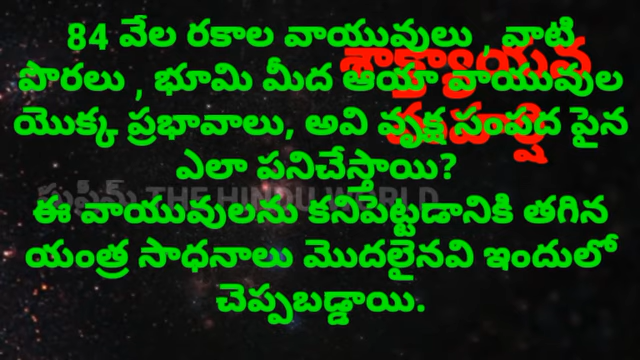 84 వేల రకాల వాయువులు , వాటి
పొరలు , భూమి మీద ఆయా వాయువుల
యొక్క ప్రభావాలు, అవి వృక్ష సంపద పైన
ఎలా పనిచేస్తాయి?
ఈ వాయువులను కనిపెట్టడానికి తగిన
యంత్ర సాధనాలు మొదలైనవి ఇందులో
చెప్పబడ్డాయి.
మహర్షి
సుప్రీమ్ THE HINDU WORLD